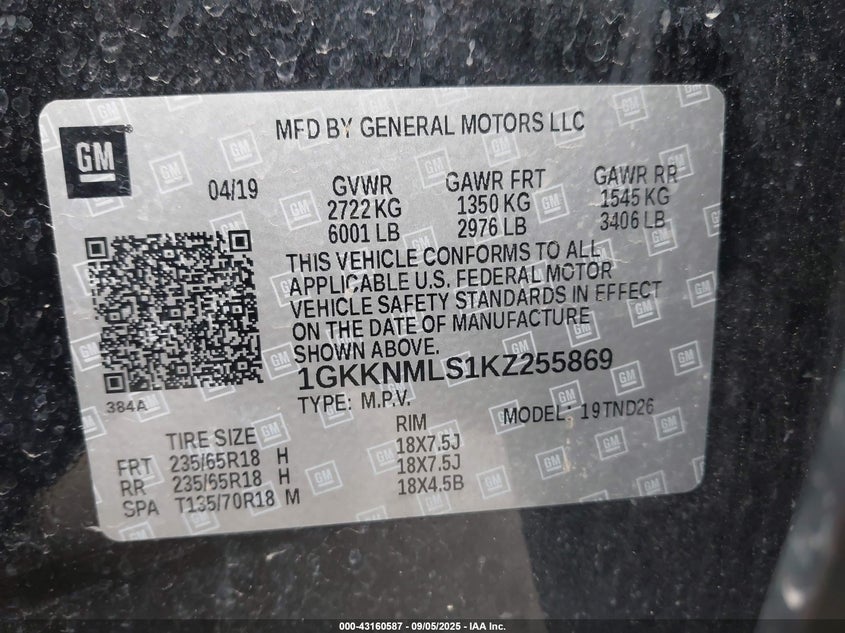 MFD BY GENERAL MOTORS LLC
GM
04/19
GVWR GAWR FRT GAWR RR
2722 KG 1350 KG 1545 KG
6001 LB 2976 LB 3406 LB
THIS VEHICLE CONFORMS TO ALL
APPLICABLE U.S. FEDERAL MOTOR
VEHICLE SAFETY STANDARDS IN EFFECT
ON THE DATE OF MANUFACTURE
SHOWN ABOVE.
1GKKNMLS1KZ255869
384A
TYPE: M.P.V. MODEL: 19TND26
TIRE SIZE RIM
FRT 235/65R18 H 18X7.5J
RR 235/65R18 H 18X7.5J
SPA T135/70R18 M 18X4.5B
000-43160587 - 09/05/2025 - IAA Inc.